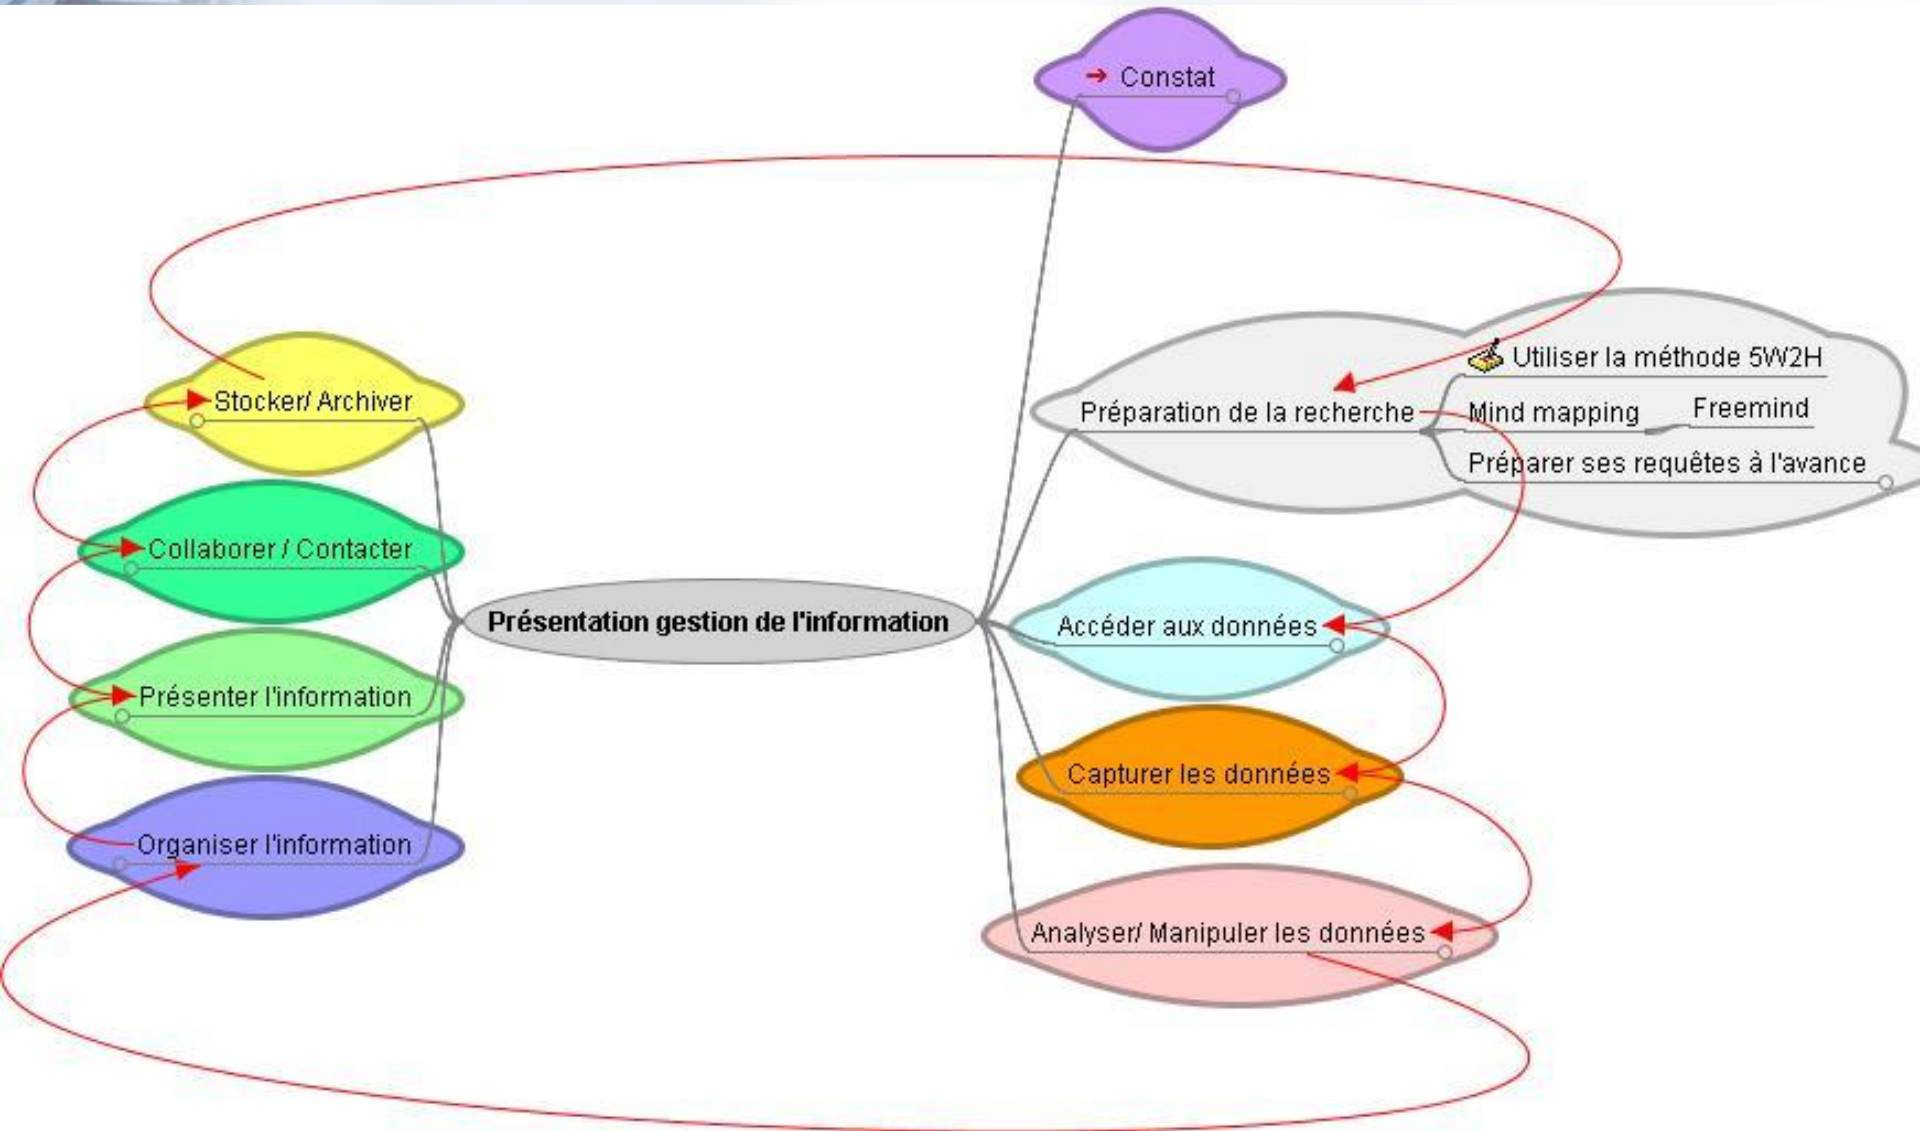 Constat
Stocker/ Archiver
Utiliser la méthode 5W2H
Préparation de la recherche
Mind mapping
Freemind
Préparer ses requêtes à l'avance
Collaborer / Contacter
Présentation gestion de l'information
Accéder aux données
Présenter l'information
Capturer les données
Organiser l'information
Analyser/ Manipuler les données